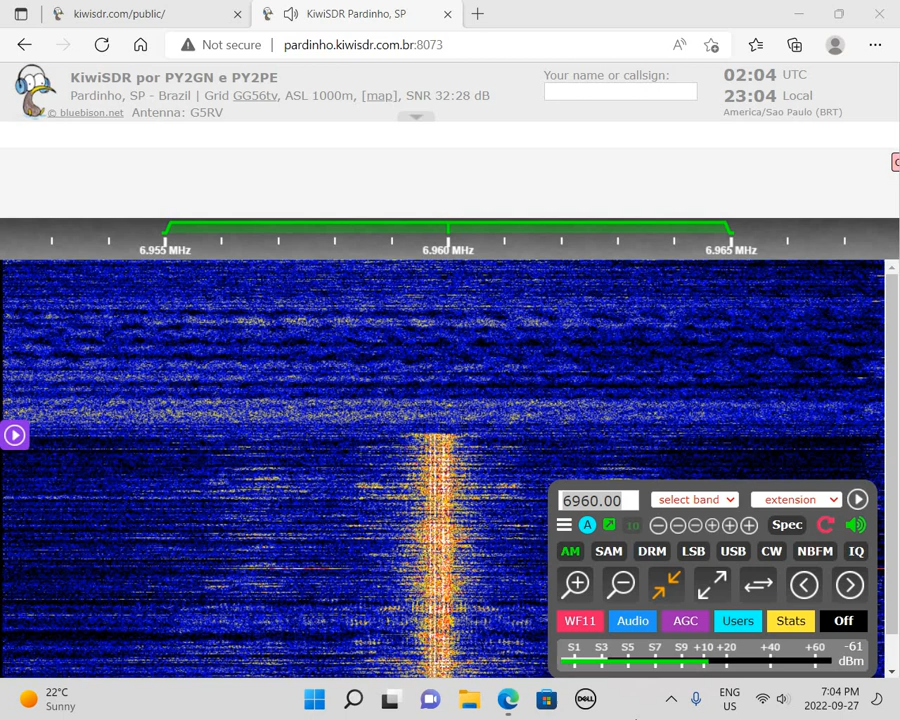 kiwisdr.com/public/
KiwiSDR Pardinho, SP
Not secure
pardinho.kiwisdr.com.br:8073
KiwiSDR por PY2GN e PY2PE
Pardinho, SP - Brazil | Grid GG56tv, ASL 1000m, [map], SNR 32:28 dB
© bluebison.net
Antenna: G5RV
Your name or callsign:
02:04 UTC
23:04 Local
America/Sao Paulo (BRT)
6.955 MHz
6.960 MHz
6.965 MHz
6960.00
select band
extension
A
10
Spec
AM SAM DRM LSB USB CW NBFM IQ
WF11 Audio AGC Users Stats Off
S1 S3 S5 S7 S9 +10 +20 +40 +60 -61
dBm
22°C
Sunny
DELL
ENG
US
7:04 PM
2022-09-27